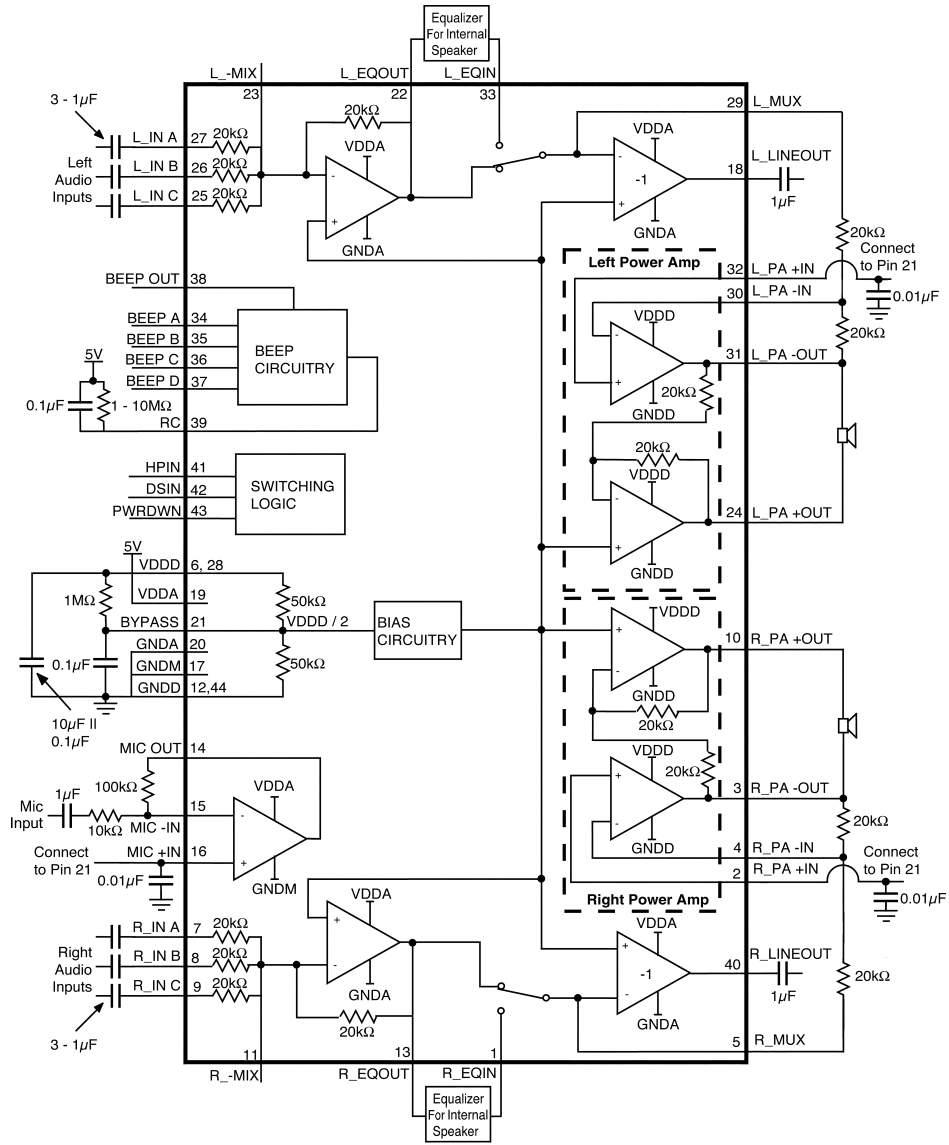 Equalizer
For Internal
Speaker
L_-MIX
L_EQOUT
L_EQIN
23
22
33
3 - 1µF
29
L_MUX
20kΩ
VDDA
VDDA
L_IN A
27
20kΩ
L_IN B
26
20kΩ
L_IN C
25
20kΩ
Left
Audio
Inputs
-
+
GNDA
-
-1
+
GNDA
18
L_LINEOUT
1µF
20kΩ
Connect
to Pin 21
0.01µF
Left Power Amp
32
L_PA +IN
30
L_PA -IN
VDDD
-
+
GNDD
20kΩ
31
L_PA -OUT
20kΩ
BEEP OUT
38
BEEP A
34
BEEP B
35
BEEP C
36
BEEP D
37
BEEP
CIRCUITRY
5V
0.1µF
1 - 10MΩ
RC
39
20kΩ
VDDD
-
+
GNDD
24
L_PA +OUT
HPIN
41
DSIN
42
PWRDWN
43
SWITCHING
LOGIC
5V
VDDD
6, 28
1MΩ
VDDA
19
50kΩ
BYPASS
21
VDDD / 2
BIAS
CIRCUITRY
GNDA
20
0.1µF
GNDM
17
50kΩ
GNDD
12,44
10µF II
0.1µF
VDDD
+
-
GNDD
20kΩ
10
R_PA +OUT
VDDD
20kΩ
+
-
GNDD
3
R_PA -OUT
20kΩ
4
R_PA -IN
2
R_PA +IN
Connect
to Pin 21
0.01µF
Right Power Amp
MIC OUT
14
100kΩ
VDDA
Mic
Input
1µF
10kΩ
MIC -IN
15
-
+
GNDM
Connect
to Pin 21
MIC +IN
16
0.01µF
VDDA
+
-
GNDA
20kΩ
R_IN A
7
20kΩ
R_IN B
8
20kΩ
R_IN C
9
20kΩ
Right
Audio
Inputs
3 - 1µF
VDDA
+
-1
-
GNDA
40
R_LINEOUT
1µF
20kΩ
5
R_MUX
11
13
1
R_-MIX
R_EQOUT
R_EQIN
Equalizer
For Internal
Speaker